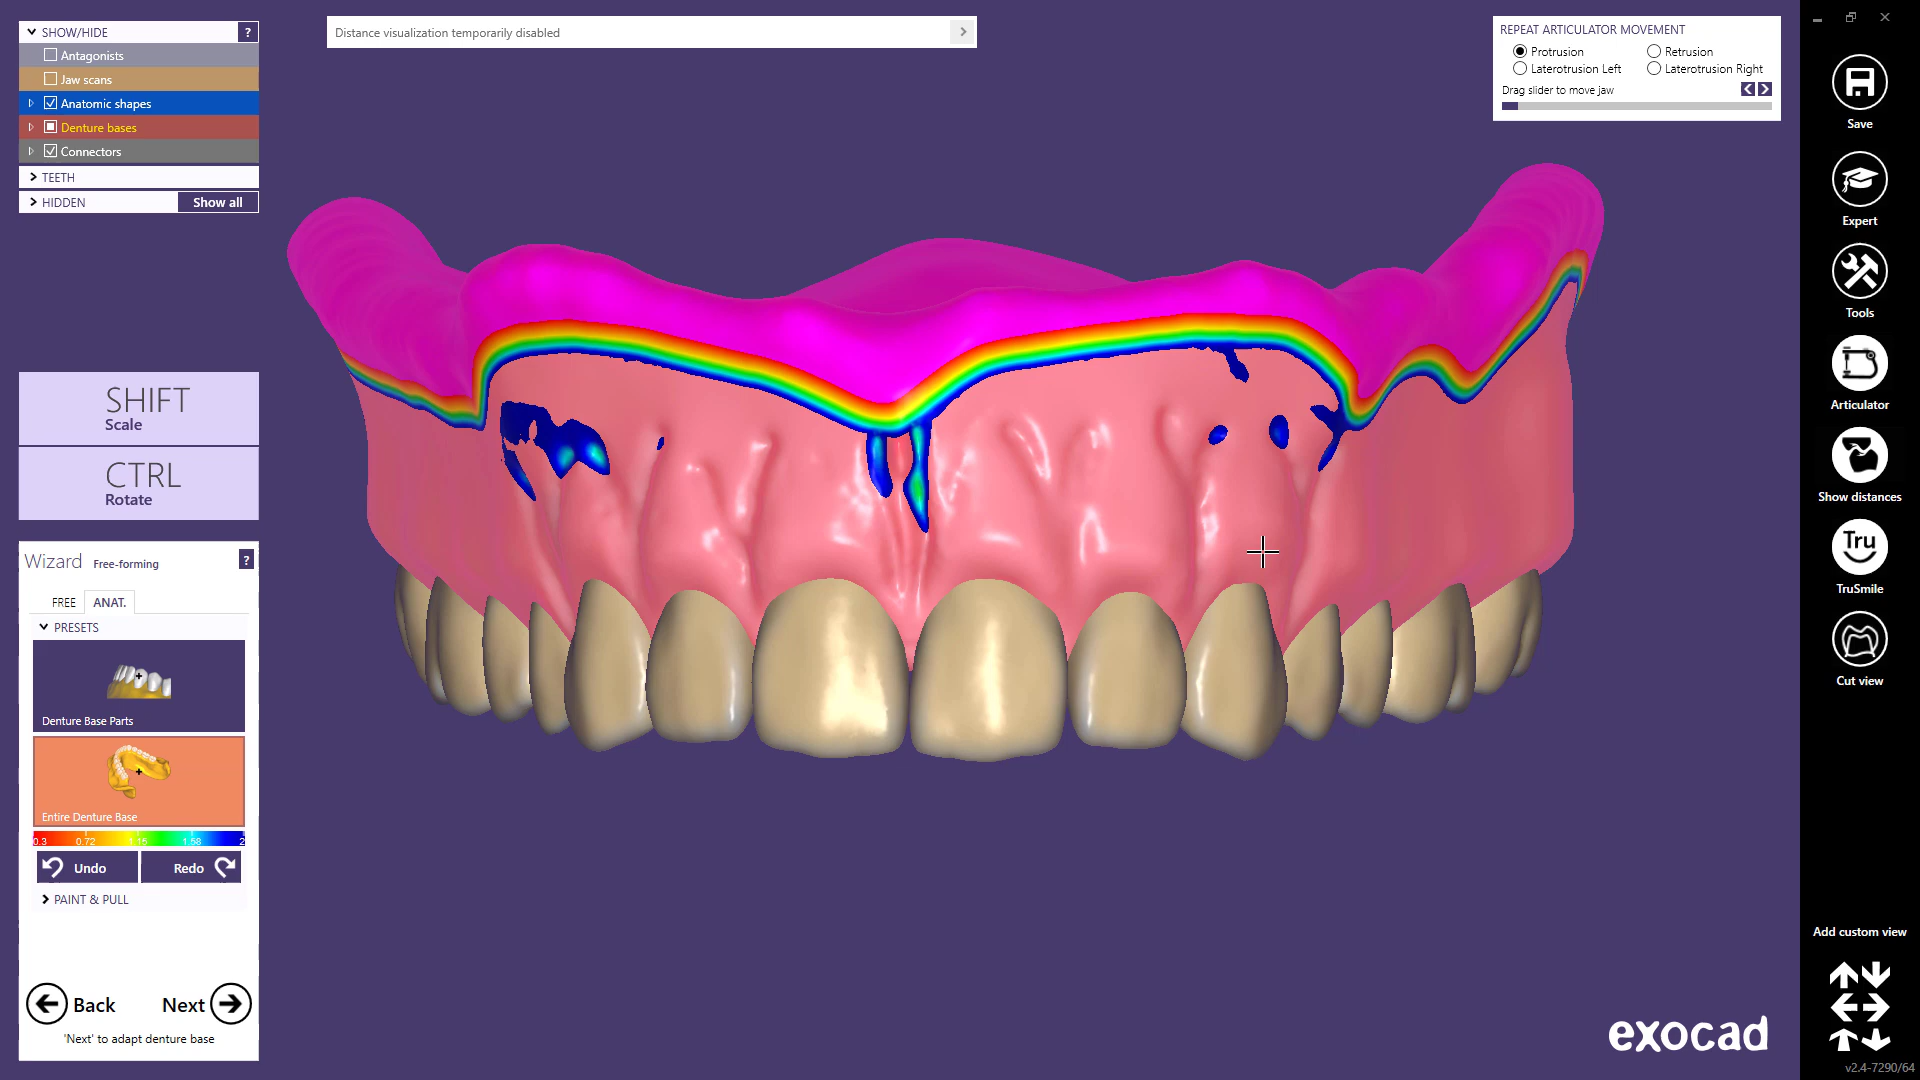 SHOW/HIDE ?
Antagonists
Jaw scans
Anatomic shapes
Denture bases
Connectors
TEETH
HIDDEN Show all
Distance visualization temporarily disabled
REPEAT ARTICULATOR MOVEMENT
Protrusion Retrusion
Laterotrusion Left Laterotrusion Right
Drag slider to move jaw
SHIFT
Scale
CTRL
Rotate
Wizard Free-forming ?
FREE ANAT.
PRESETS
Denture Base Parts
Entire Denture Base
0.3 0.72 1.15 1.58 2
Undo Redo
PAINT & PULL
Back Next
'Next' to adapt denture base
Save
Expert
Tools
Articulator
Show distances
Tru
TruSmile
Cut view
Add custom view
exocad
v2.4-7290/64